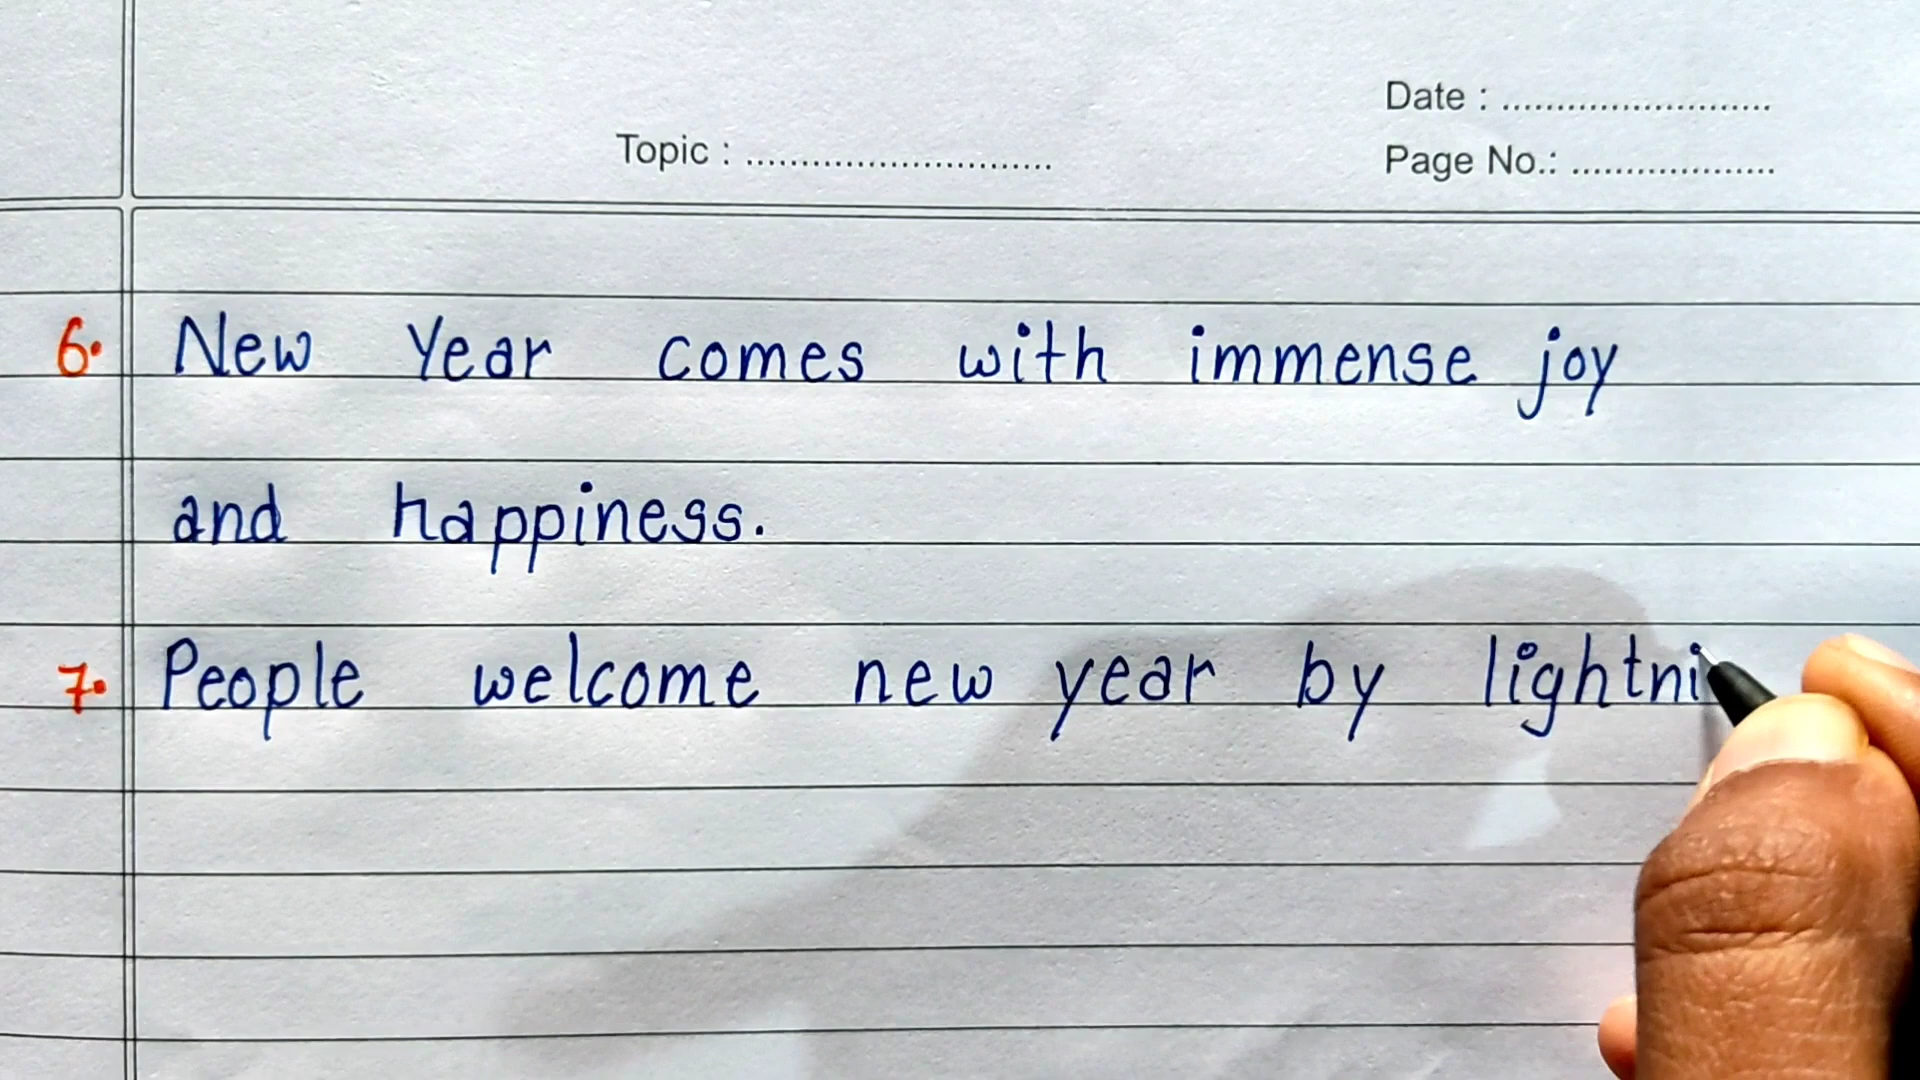 Date : ..........................
Topic : ............................
Page No.: ...................
6. New Year comes with immense joy
and happiness.
7. People welcome new year by lightni